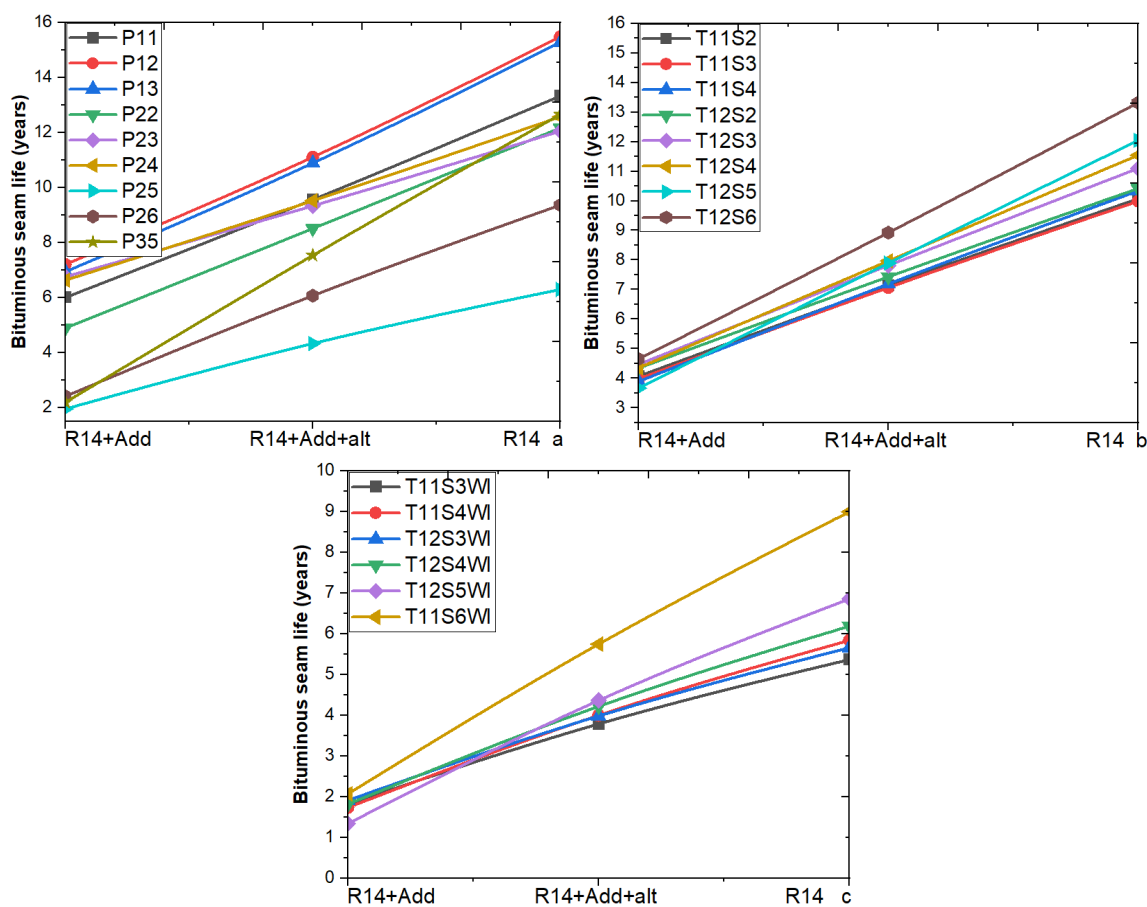 Bituminous seam life (years)
16
14
12
10
8
6
4
2
P11
P12
P13
P22
P23
P24
P25
P26
P35
R14+Add
R14+Add+alt
R14 a
Bituminous seam life (years)
16
15
14
13
12
11
10
9
8
7
6
5
4
3
T11S2
T11S3
T11S4
T12S2
T12S3
T12S4
T12S5
T12S6
R14+Add
R14+Add+alt
R14 b
Bituminous seam life (years)
10
9
8
7
6
5
4
3
2
1
0
T11S3WI
T11S4WI
T12S3WI
T12S4WI
T12S5WI
T11S6WI
R14+Add
R14+Add+alt
R14 c